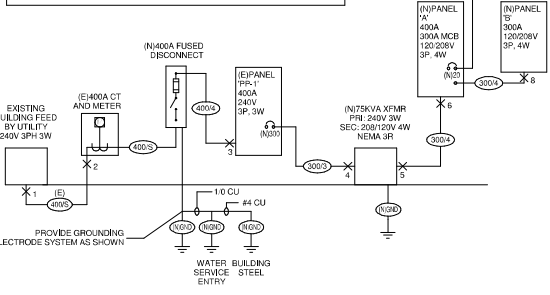 (N)PANEL
'A'
400A
300A MCB
120/208V
3P, 4W
(N)PANEL
'B'
300A
120/208V
3P, 4W
(N)400A FUSED
DISCONNECT
(E)PANEL
'PP-1'
400A
240V
3P, 3W
(N)20
300/4
8
(E)400A CT
AND METER
400/4
6
EXISTING
UILDING FEED
BY UTILITY
240V 3PH 3W
(N)75KVA XFMR
PRI: 240V 3W
SEC: 208/120V 4W
NEMA 3R
(N)300
300/4
400/S
3
2
300/3
4
5
1
(E)
400/S
1/0 CU
#4 CU
(N)GND
PROVIDE GROUNDING
LECTRODE SYSTEM AS SHOWN
(N)GND
(N)GND
(N)GND
WATER
SERVICE
ENTRY
BUILDING
STEEL